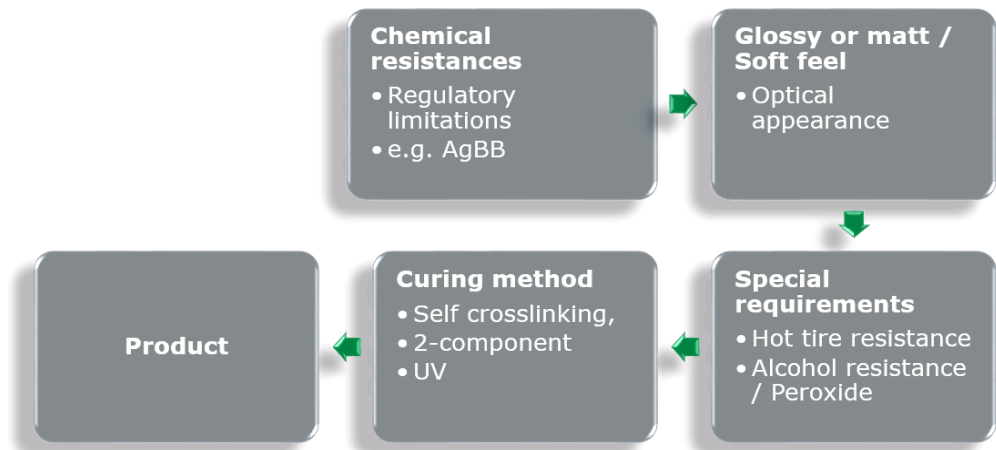 Chemical
resistances
• Regulatory
limitations
• e.g. AgBB
Glossy or matt /
Soft feel
• Optical
appearance
Special
requirements
• Hot tire resistance
• Alcohol resistance
/ Peroxide
Curing method
• Self crosslinking,
• 2-component
• UV
Product